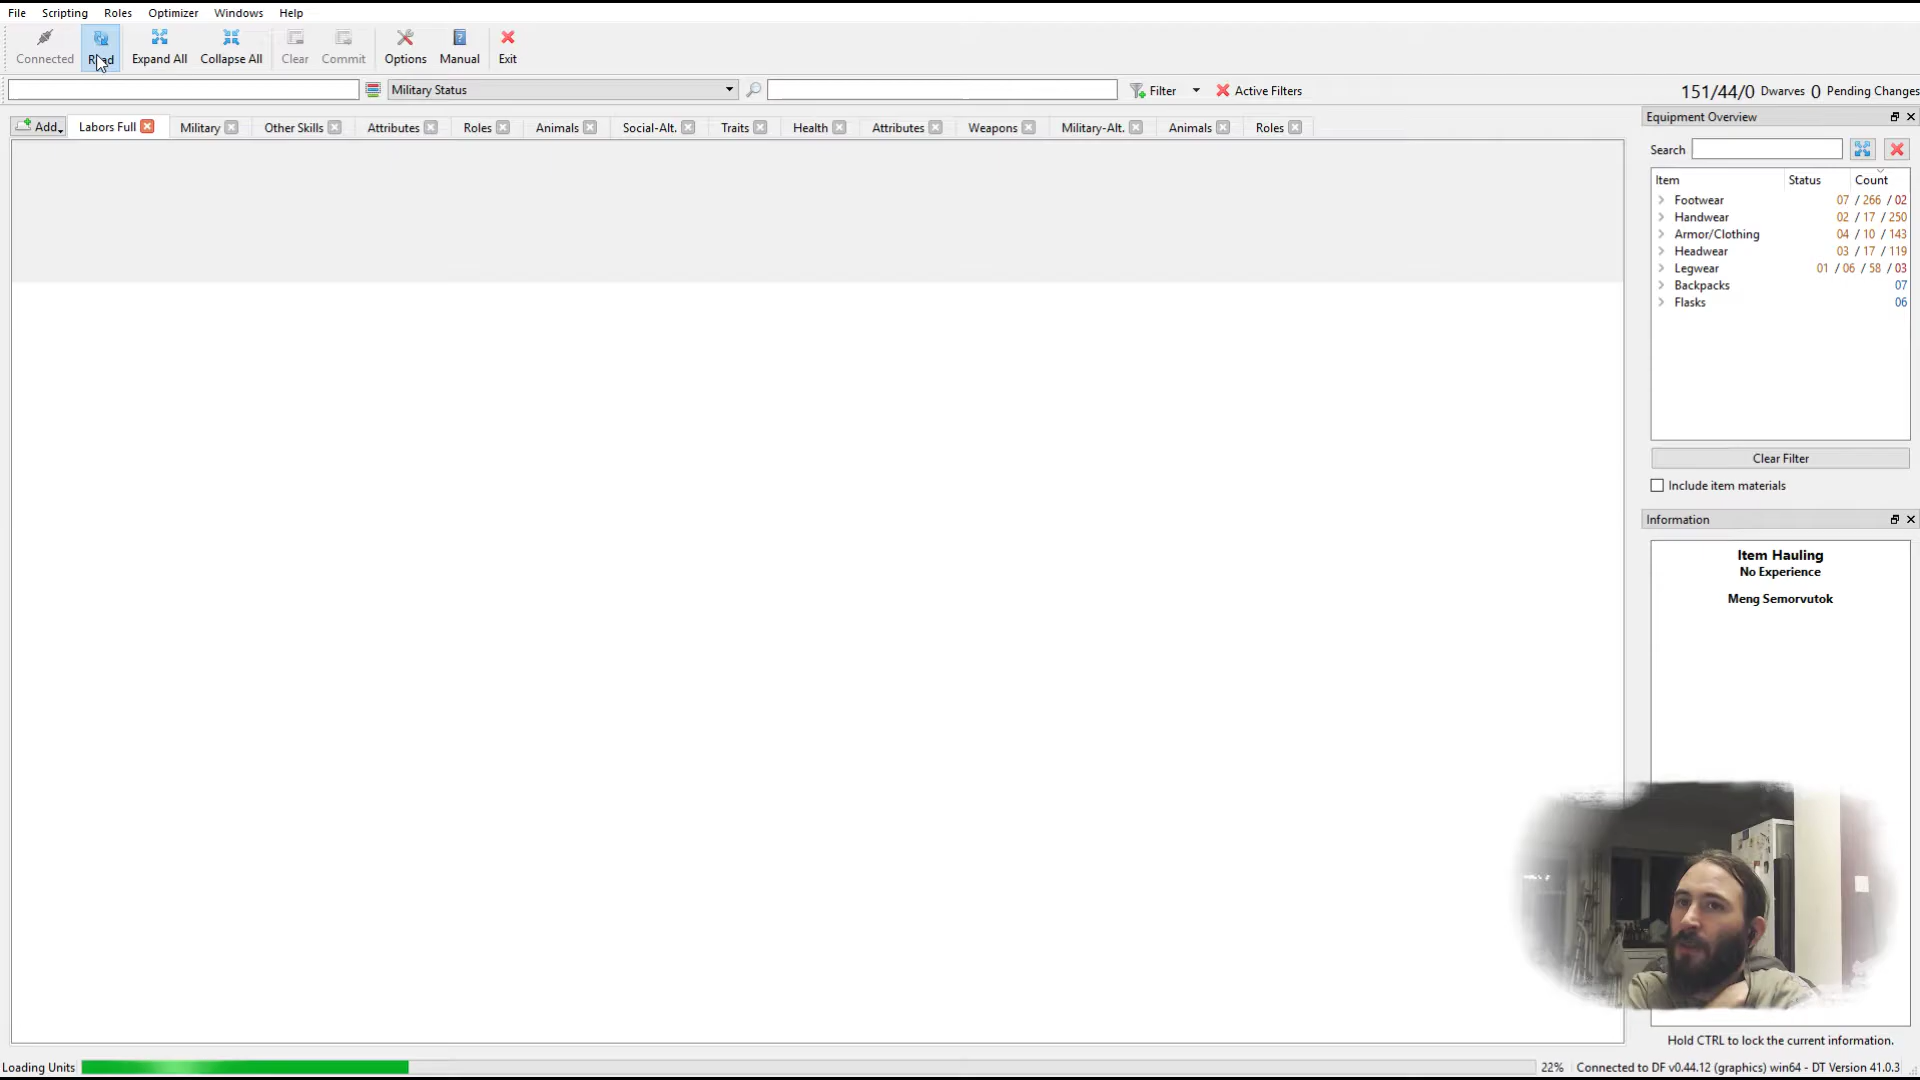 File Scripting Roles Optimizer Windows Help
Connected Read Expand All Collapse All Clear Commit Options Manual Exit
Military Status Filter Active Filters 151/44/0 Dwarves 0 Pending Changes
Add Labors Full Military Other Skills Attributes Roles Animals Social-Alt. Traits Health Attributes Weapons Military-Alt. Animals Roles
Equipment Overview
Search
Item Status Count
Footwear 07 / 266 / 02
Handwear 02 / 17 / 250
Armor/Clothing 04 / 10 / 143
Headwear 03 / 17 / 119
Legwear 01 / 06 / 58 / 03
Backpacks 07
Flasks 06
Clear Filter
Include item materials
Information
Item Hauling
No Experience
Meng Semorvutok
Hold CTRL to lock the current information.
Loading Units 22% Connected to DF v0.44.12 (graphics) win64 - DT Version 41.0.3